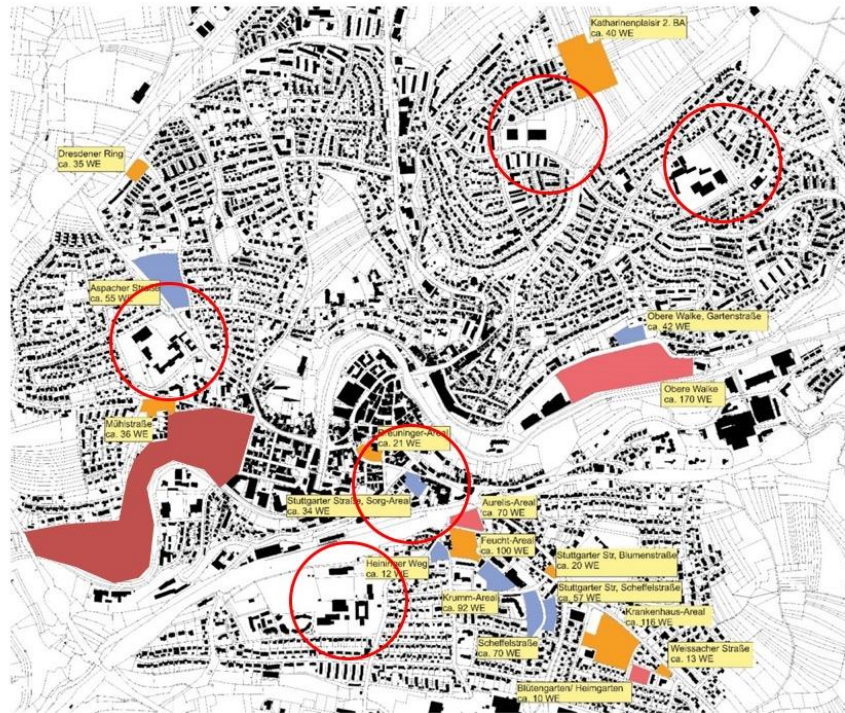 Katharinenplaisir 2. BA
ca. 40 WE
Dresdener Ring
ca. 35 WE
Aspacher Straße
ca. 55 WE
Obere Walke, Gartenstraße
ca. 42 WE
Obere Walke
ca. 170 WE
Mühlstraße
ca. 36 WE
Breuninger-Areal
ca. 21 WE
Stuttgarter Straße, Sorg-Areal
ca. 34 WE
Aurelis-Areal
ca. 70 WE
Feucht-Areal
ca. 100 WE
Heininger Weg
ca. 12 WE
Stuttgarter Str, Blumenstraße
ca. 20 WE
Stuttgarter Str, Scheffelstraße
ca. 57 WE
Krumm-Areal
ca. 92 WE
Krankenhaus-Areal
ca. 116 WE
Scheffelstraße
ca. 70 WE
Weissacher Straße
ca. 13 WE
Blütengarten/ Heimgarten
ca. 10 WE